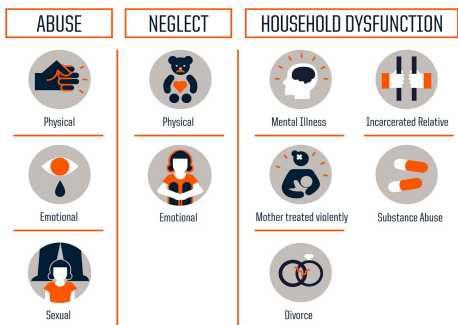 ABUSE
NEGLECT
HOUSEHOLD DYSFUNCTION
Physical
Physical
Mental Illness
Incarcerated Relative
Emotional
Emotional
Mother treated violently
Substance Abuse
Sexual
Divorce